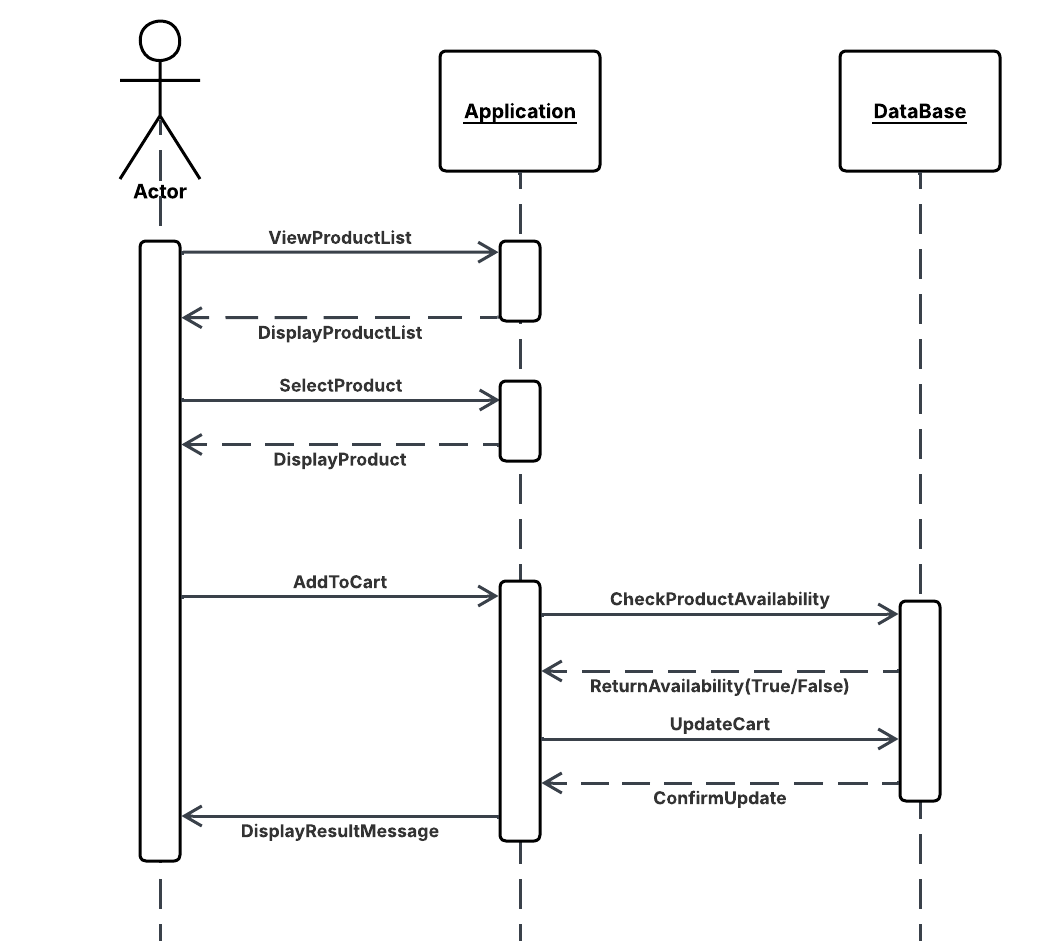 Application
DataBase
Actor
ViewProductList
DisplayProductList
SelectProduct
DisplayProduct
AddToCart
CheckProductAvailability
ReturnAvailability(True/False)
UpdateCart
ConfirmUpdate
DisplayResultMessage